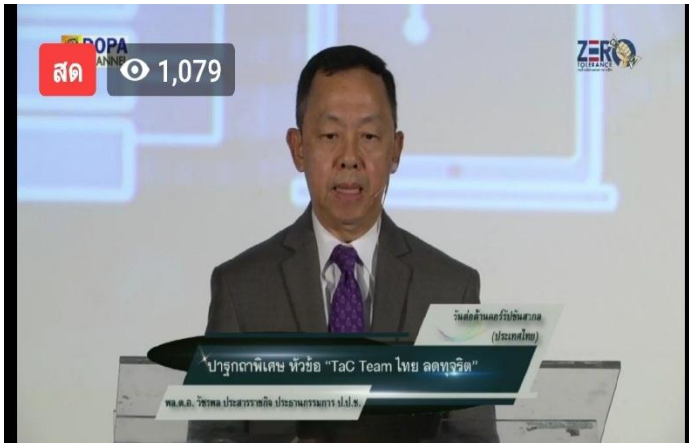 DOPA
CHANNEL
สด 1,079
ZERO
TOLERANCE
วันต่อต้านคอร์รัปชันสากล
(ประเทศไทย)
ปาฐกถาพิเศษ หัวข้อ "TaC Team ไทย ลดทุจริต"
พล.ต.อ. วัชรพล ประสารราชกิจ ประธานกรรมการ ป.ป.ช.